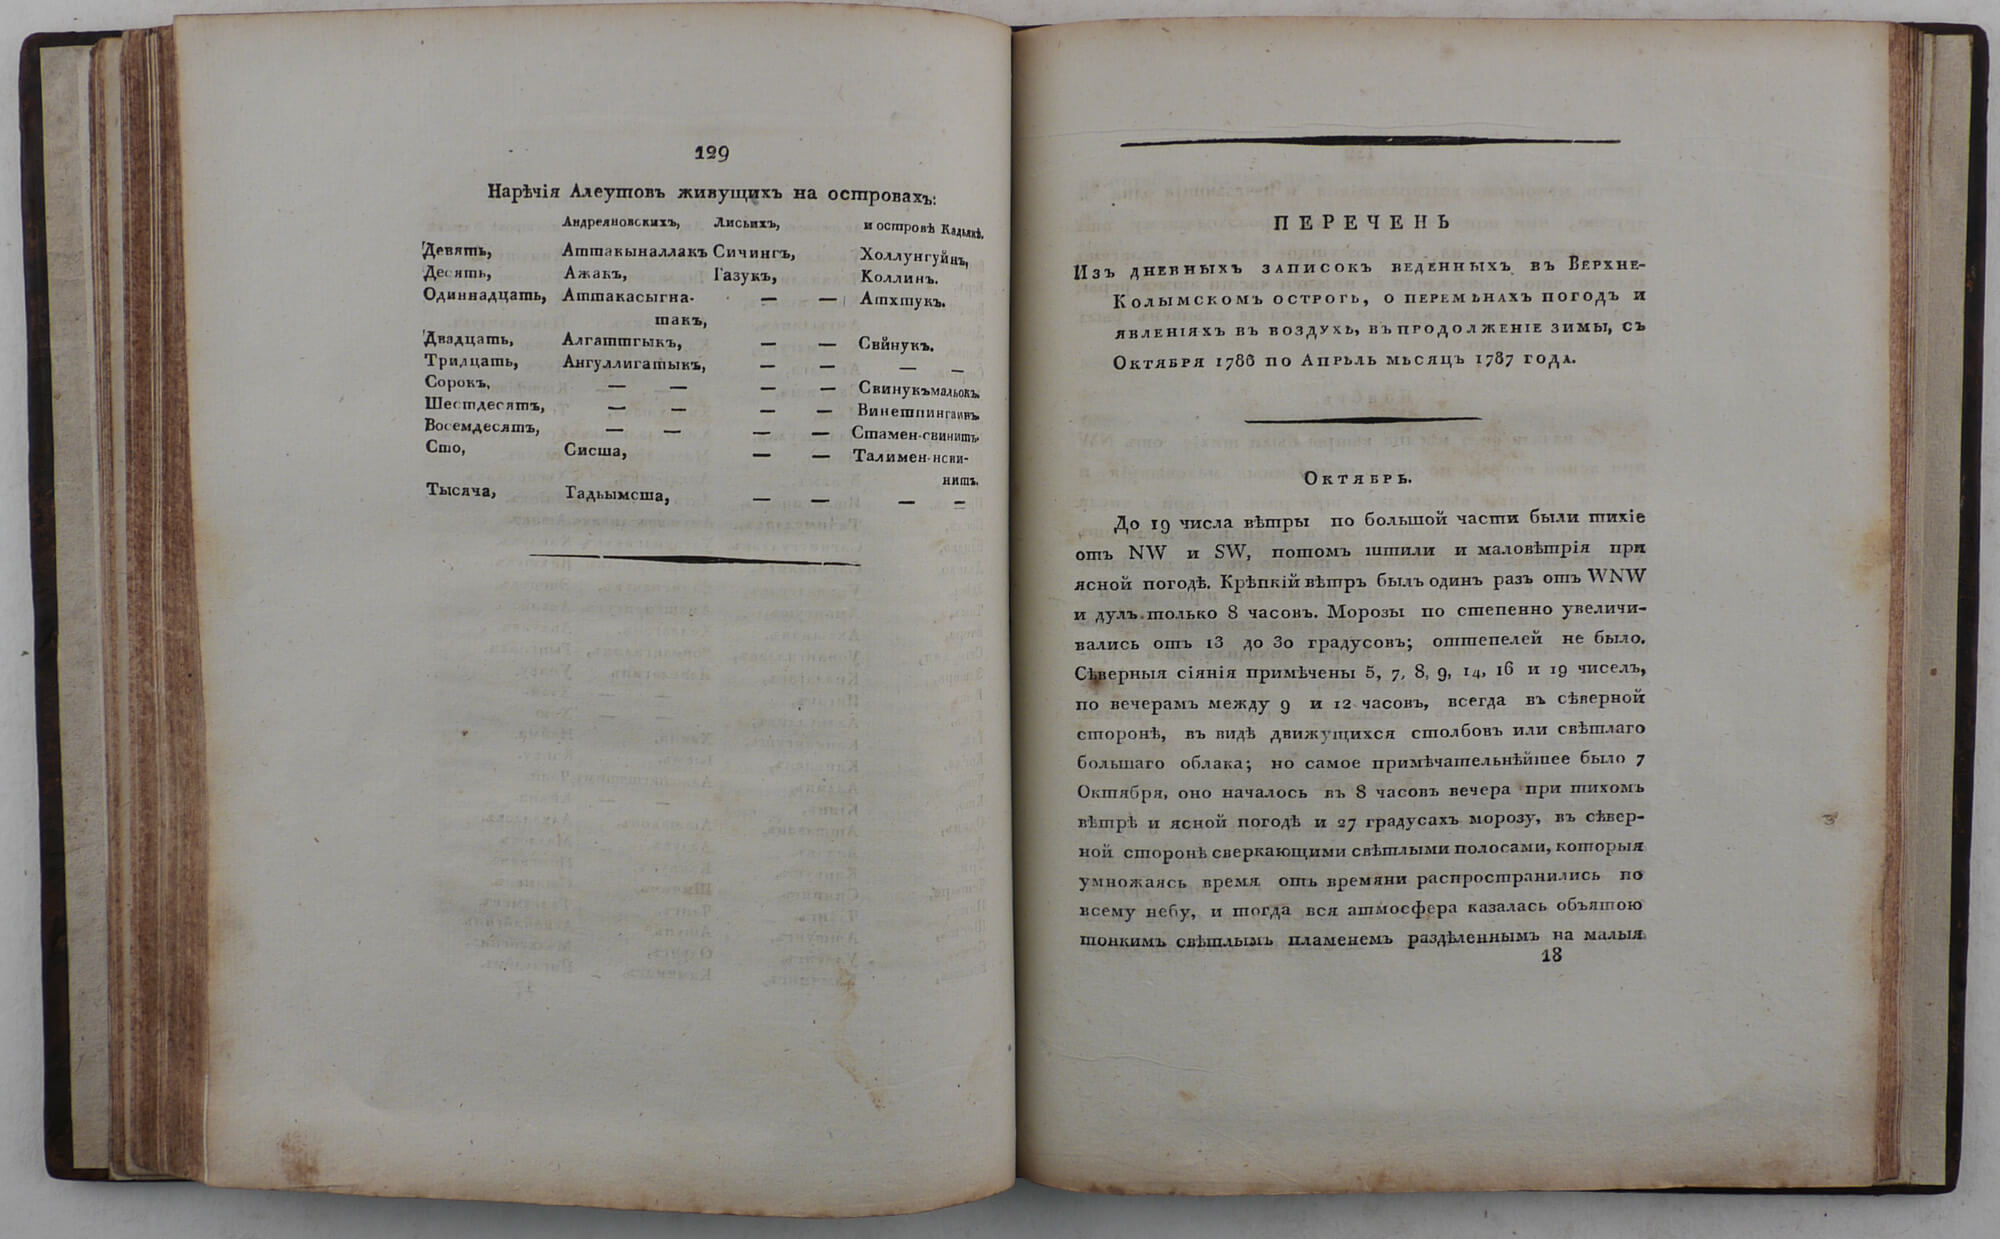 129
Нарѣчія Алеутовъ живущихъ на островахъ:
Андреяновскихъ, Лисьихъ, и островѣ Кадьякѣ.
Девять, Аттакыналлакъ Сичингъ, Холлунгуйнъ,
Десять, Ажакъ, Газукъ, Коллинъ.
Одиннадцать, Аттакасыгна- — — Атхтукъ.
такъ,
Двадцать, Алгаттгыкъ, — — Свинукъ.
Тридцать, Ангуллигатыкъ, — — — —
Сорокъ, — — — — Свинукъмальокъ.
Шестдесятъ, — — — — Винетпингаинъ.
Восемдесятъ, — — — — Стамен-свинитъ.
Сто, Сисша, — — Талимен-нсви-
нитъ.
Тысяча, Гадьымсша, — — — —
ПЕРЕЧЕНЬ
Изъ дневныхъ записокъ веденныхъ въ Верхне-
Колымскомъ острогѣ, о перемѣнахъ погодъ и
явленіяхъ въ воздухѣ, въ продолженіе зимы, съ
Октября 1786 по Апрѣль мѣсяцъ 1787 года.
Октябрь.
До 19 числа вѣтры по большой части были тихіе
отъ NW и SW, потомъ штили и маловѣтрія при
ясной погодѣ. Крѣпкій вѣтръ былъ одинъ разъ отъ WNW
и дулъ только 8 часовъ. Морозы по степенно увеличи-
вались отъ 13 до 30 градусовъ; оттепелей не было.
Сѣверныя сіянія примѣчены 5, 7, 8, 9, 14, 16 и 19 чиселъ,
по вечерамъ между 9 и 12 часовъ, всегда въ сѣверной
сторонѣ, въ видѣ движущихся столбовъ или свѣтлаго
большаго облака; но самое примѣчательнѣйшее было 7
Октября, оно началось въ 8 часовъ вечера при тихомъ
вѣтрѣ и ясной погодѣ и 27 градусахъ морозу, въ сѣвер-
ной сторонѣ сверкающими свѣтлыми полосами, которыя
умножаясь время отъ времяни распространились по
всему небу, и тогда вся атмосфера казалась объятою
тонкимъ свѣтлымъ пламенемъ раздѣленнымъ на малыя
18